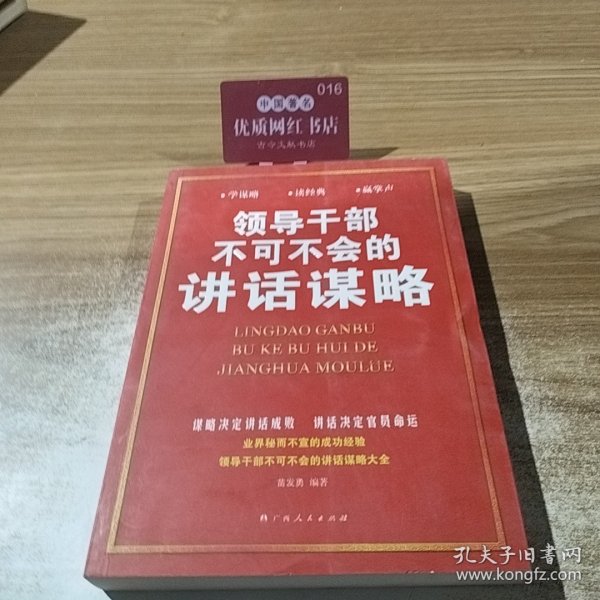 016
中国著名
优质网红书店
古今天然书店
• 学谋略 • 读经典 • 赢掌声
领导干部
不可不会的
讲话谋略
LINGDAO GANBU
BU KE BU HUI DE
JIANGHUA MOULÜE
谋略决定讲话成败 讲话决定官员命运
业界秘而不宣的成功经验
领导干部不可不会的讲话谋略大全
苗发勇 编著
广西人民出版社
孔夫子旧书网
www.kongfz.com